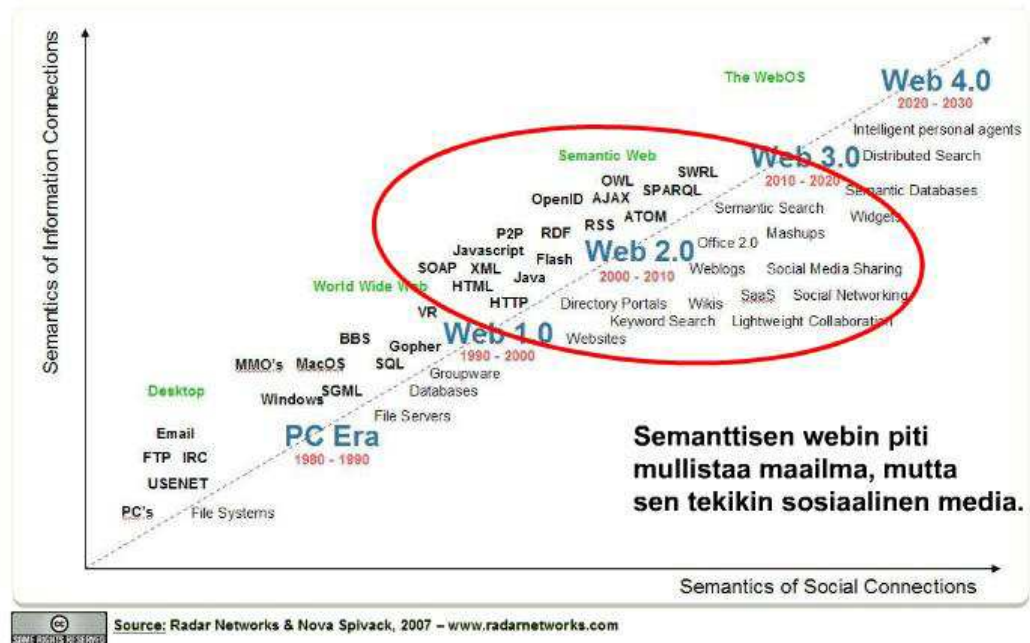 Semantics of Information Connections
The WebOS
Web 4.0
2020 - 2030
Intelligent personal agents
Semantic Web
Web 3.0
Distributed Search
2010 - 2020
SWRL
OWL
SPARQL
Semantic Databases
OpenID
AJAX
Semantic Search
Widgets
ATOM
RSS
Mashups
P2P
RDF
Office 2.0
Javascript
Web 2.0
Flash
SOAP
XML
2000 - 2010
Weblogs
Social Media Sharing
Java
World Wide Web
HTML
HTTP
Directory Portals
Wikis
SaaS
Social Networking
VR
Keyword Search
Lightweight Collaboration
Web 1.0
BBS
Websites
Gopher
1990 - 2000
MMO's
MacOS
SQL
Groupware
Desktop
SGML
Databases
Windows
File Servers
Email
PC Era
FTP
IRC
1980 - 1990
USENET
PC's
File Systems
Semanttisen webin piti
mullistaa maailma, mutta
sen tekikin sosiaalinen media.
Semantics of Social Connections
cc
SOME RIGHTS RESERVED
Source: Radar Networks & Nova Spivack, 2007 – www.radarnetworks.com